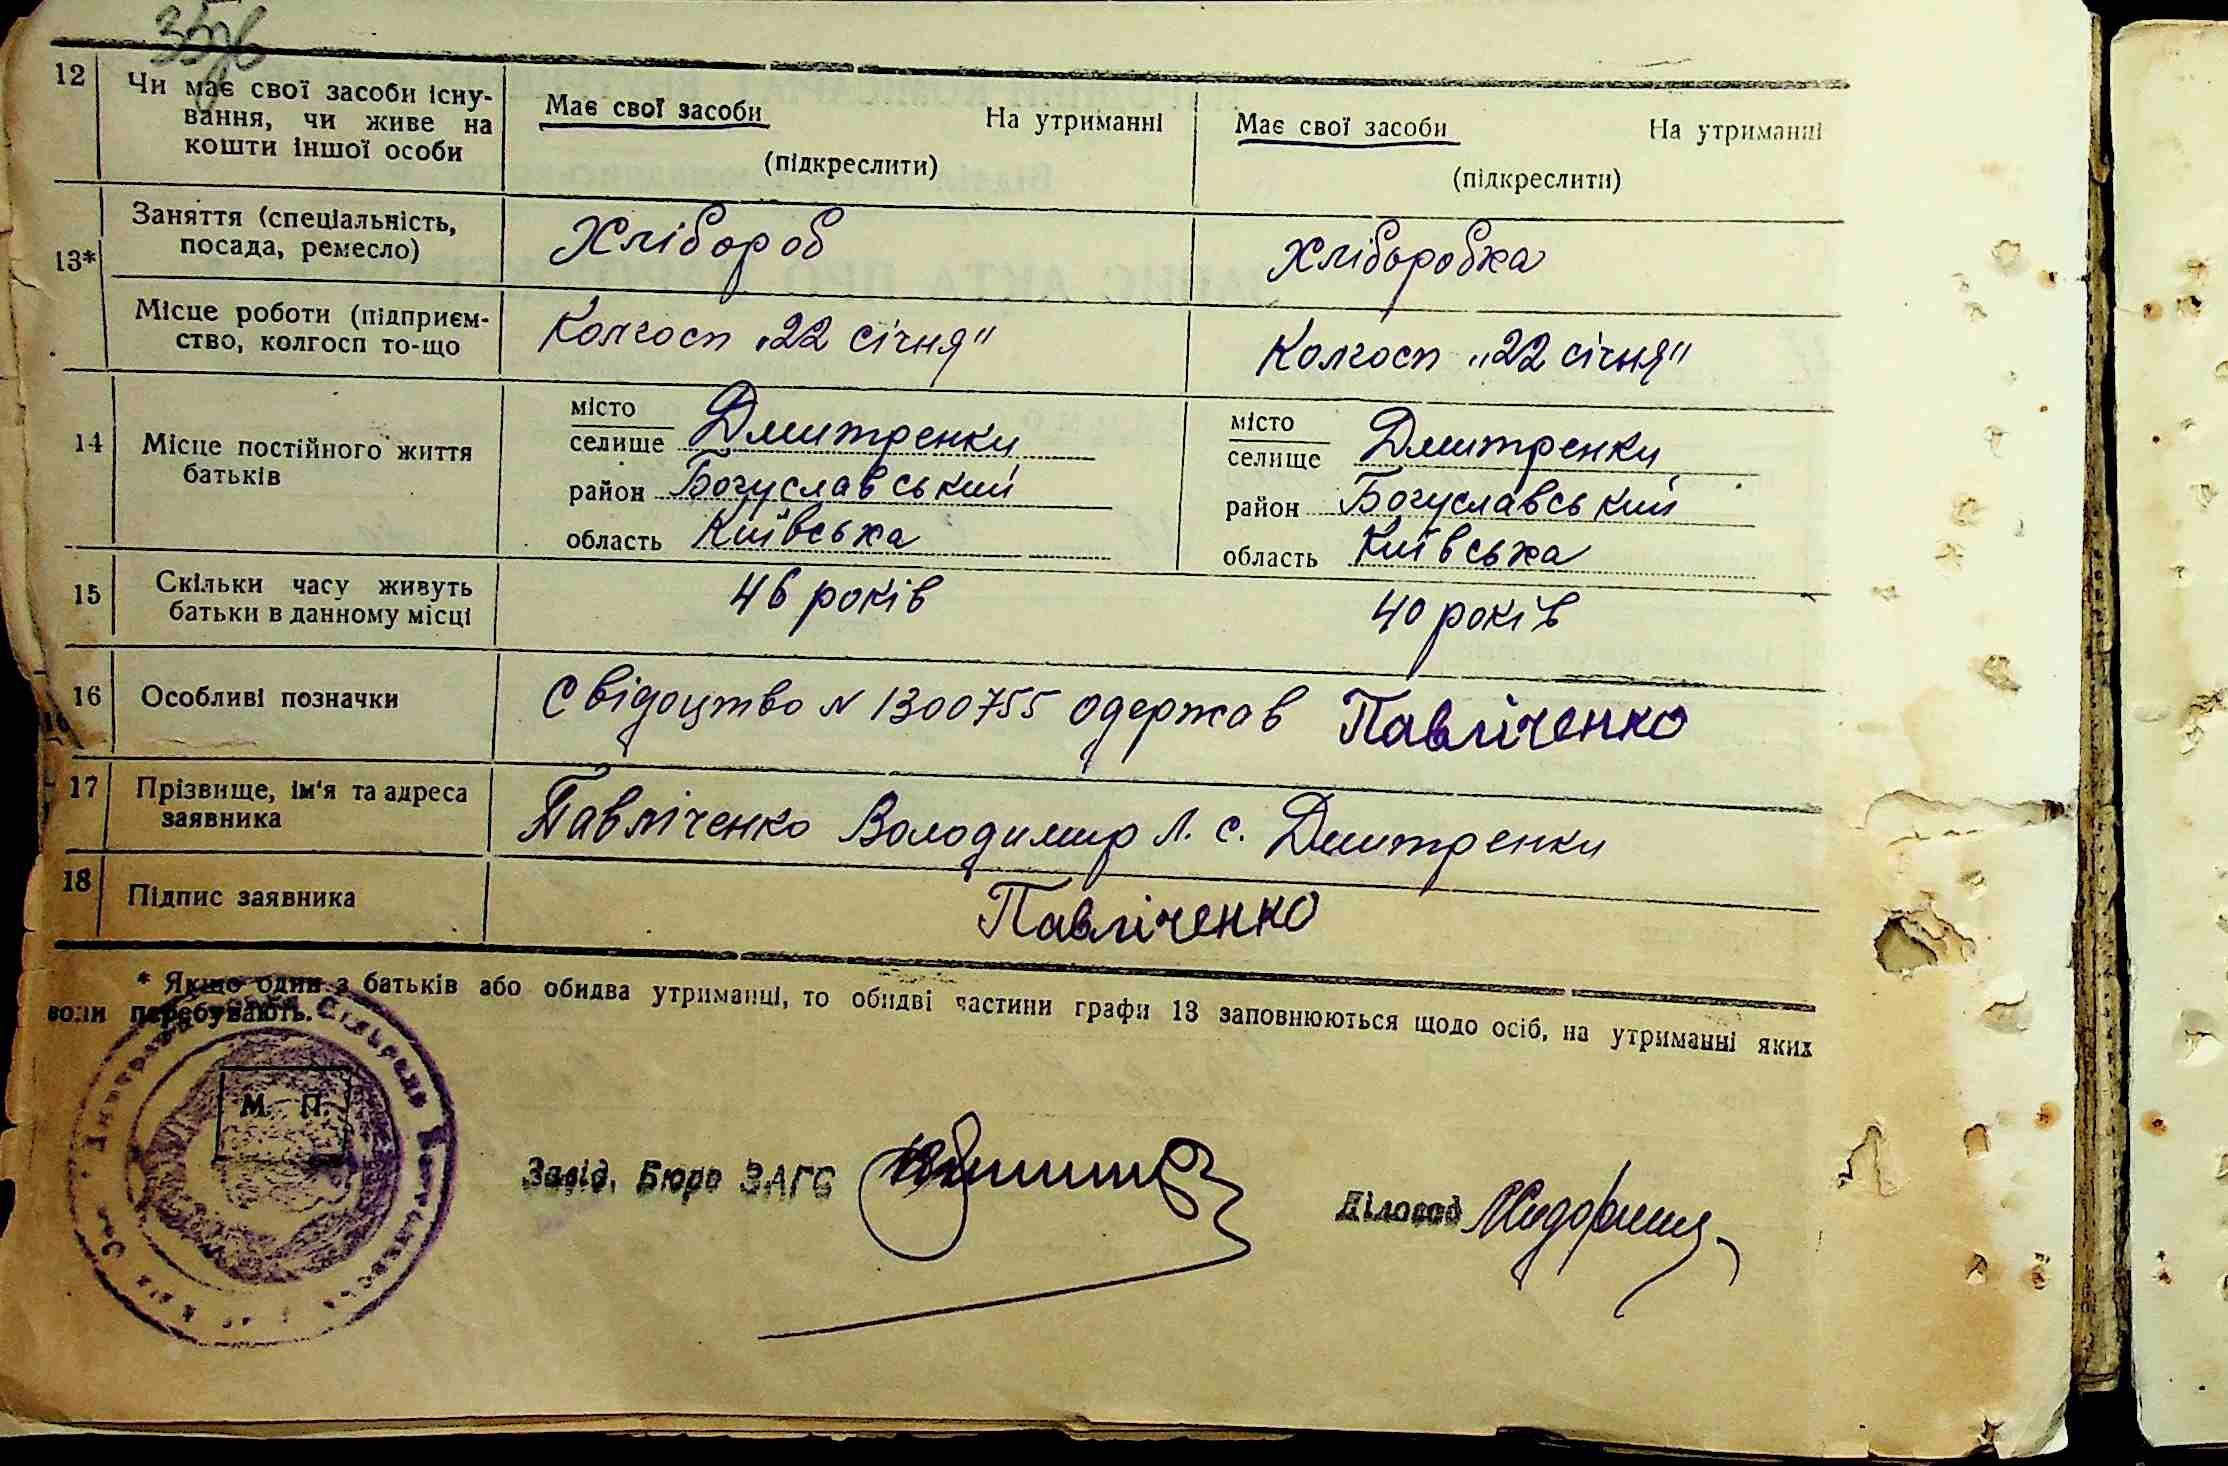 12
Чи має свої засоби існу-
вання, чи живе на
кошти іншої особи
Має свої засоби На утриманні
(підкреслити)
Має свої засоби На утриманні
(підкреслити)
13*
Заняття (спеціальність,
посада, ремесло)
Хлібороб
Хліборобка
Місце роботи (підприєм-
ство, колгосп то-що
Колгосп „22 січня"
Колгосп „22 січня"
14
Місце постійного життя
батьків
місто
селище Дмитренки
район Богуславський
область Київська
місто
селище Дмитренки
район Богуславський
область Київська
15
Скільки часу живуть
батьки в данному місці
46 років
40 років
16
Особливі позначки
Свідоцтво N 1300755 одержав Павліченко
17
Прізвище, ім'я та адреса
заявника
Павліченко Володимир Л. с. Дмитренки
18
Підпис заявника
Павліченко
* Якщо один з батьків або обидва утриманці, то обидві частини графи 13 заповнюються щодо осіб, на утриманні яких
вони перебувають.
М. П.
Завід. Бюро ЗАГС
Діловод